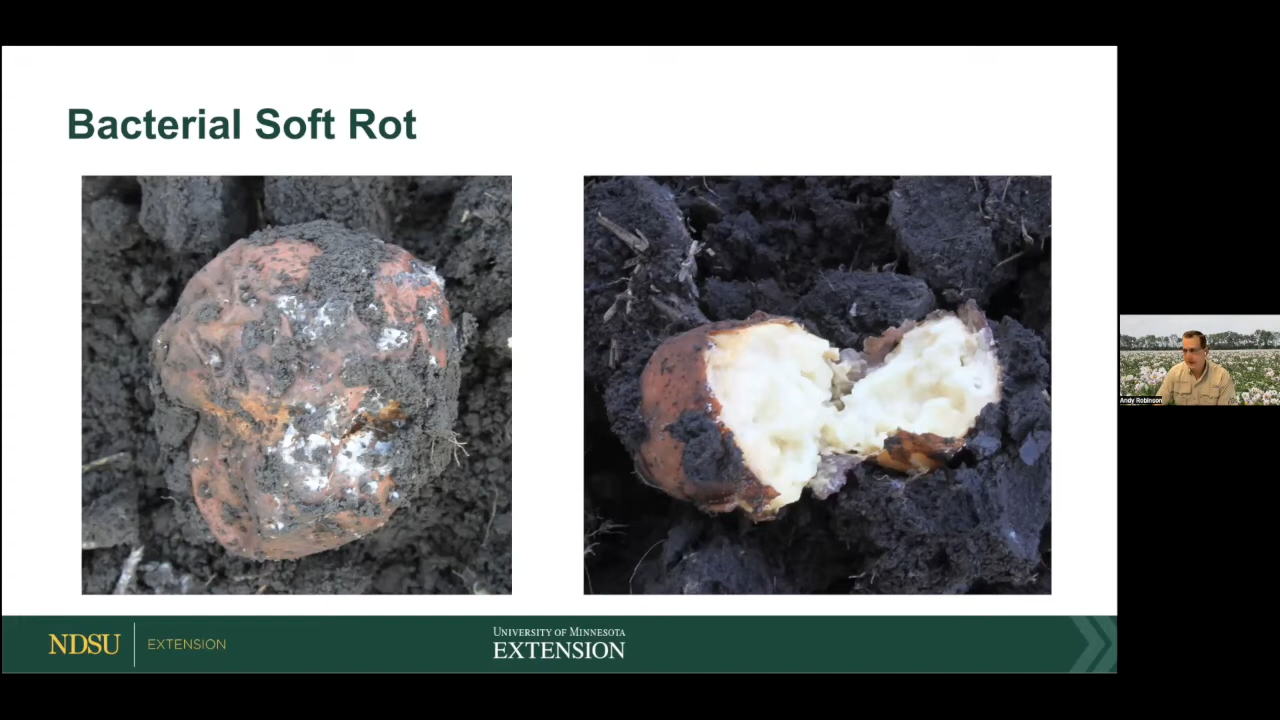 Bacterial Soft Rot
Andy Robinson
NDSU EXTENSION
UNIVERSITY OF MINNESOTA
EXTENSION